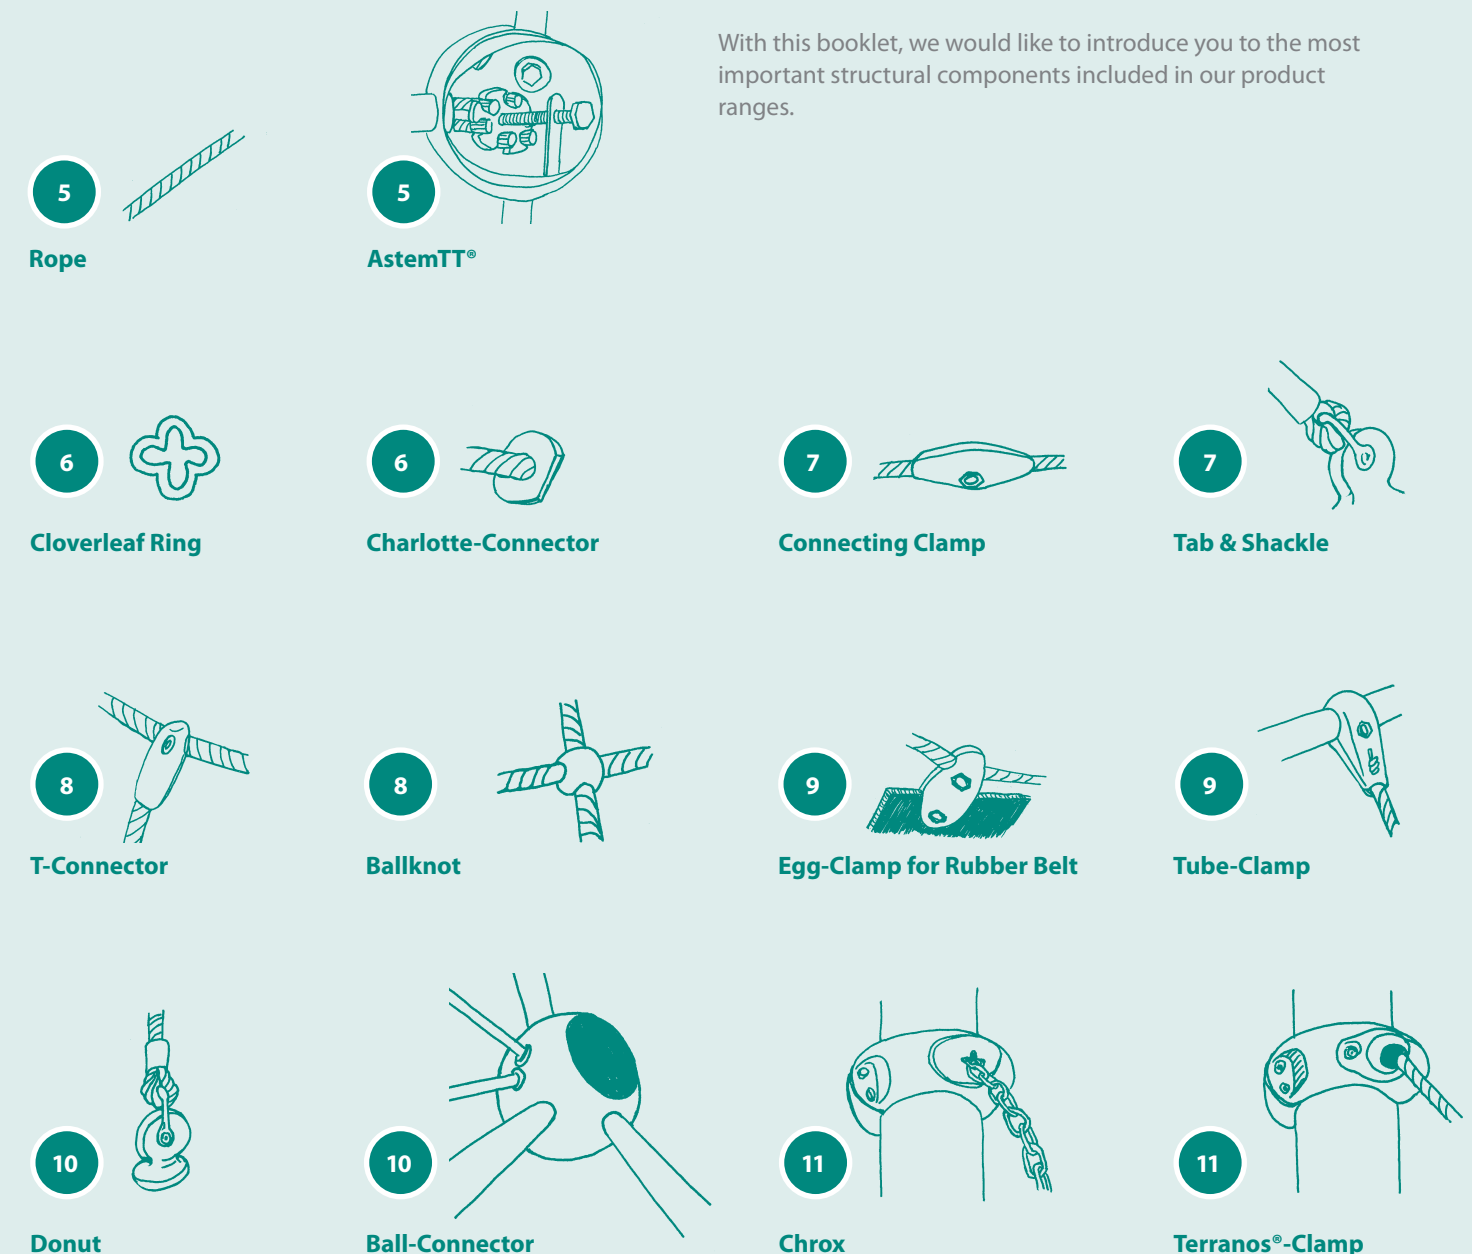 With this booklet, we would like to introduce you to the most
important structural components included in our product
ranges.
5
Rope
5
AstemTT®
6
Cloverleaf Ring
6
Charlotte-Connector
7
Connecting Clamp
7
Tab & Shackle
8
T-Connector
8
Ballknot
9
Egg-Clamp for Rubber Belt
9
Tube-Clamp
10
Donut
10
Ball-Connector
11
Chrox
11
Terranos®-Clamp